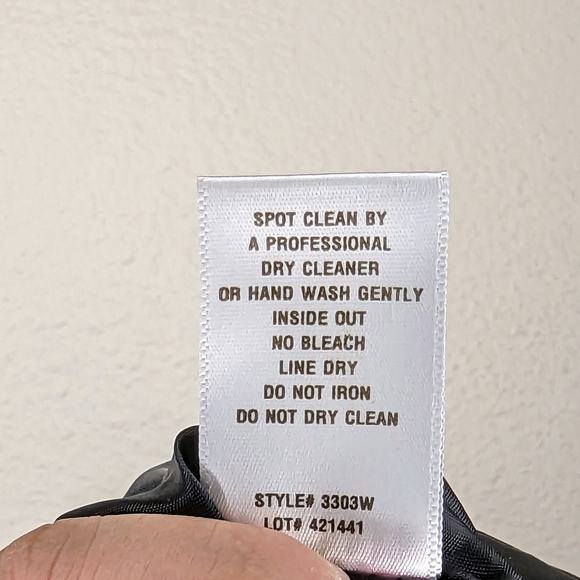 SPOT CLEAN BY
A PROFESSIONAL
DRY CLEANER
OR HAND WASH GENTLY
INSIDE OUT
NO BLEACH
LINE DRY
DO NOT IRON
DO NOT DRY CLEAN
STYLE# 3303W
LOT# 421441